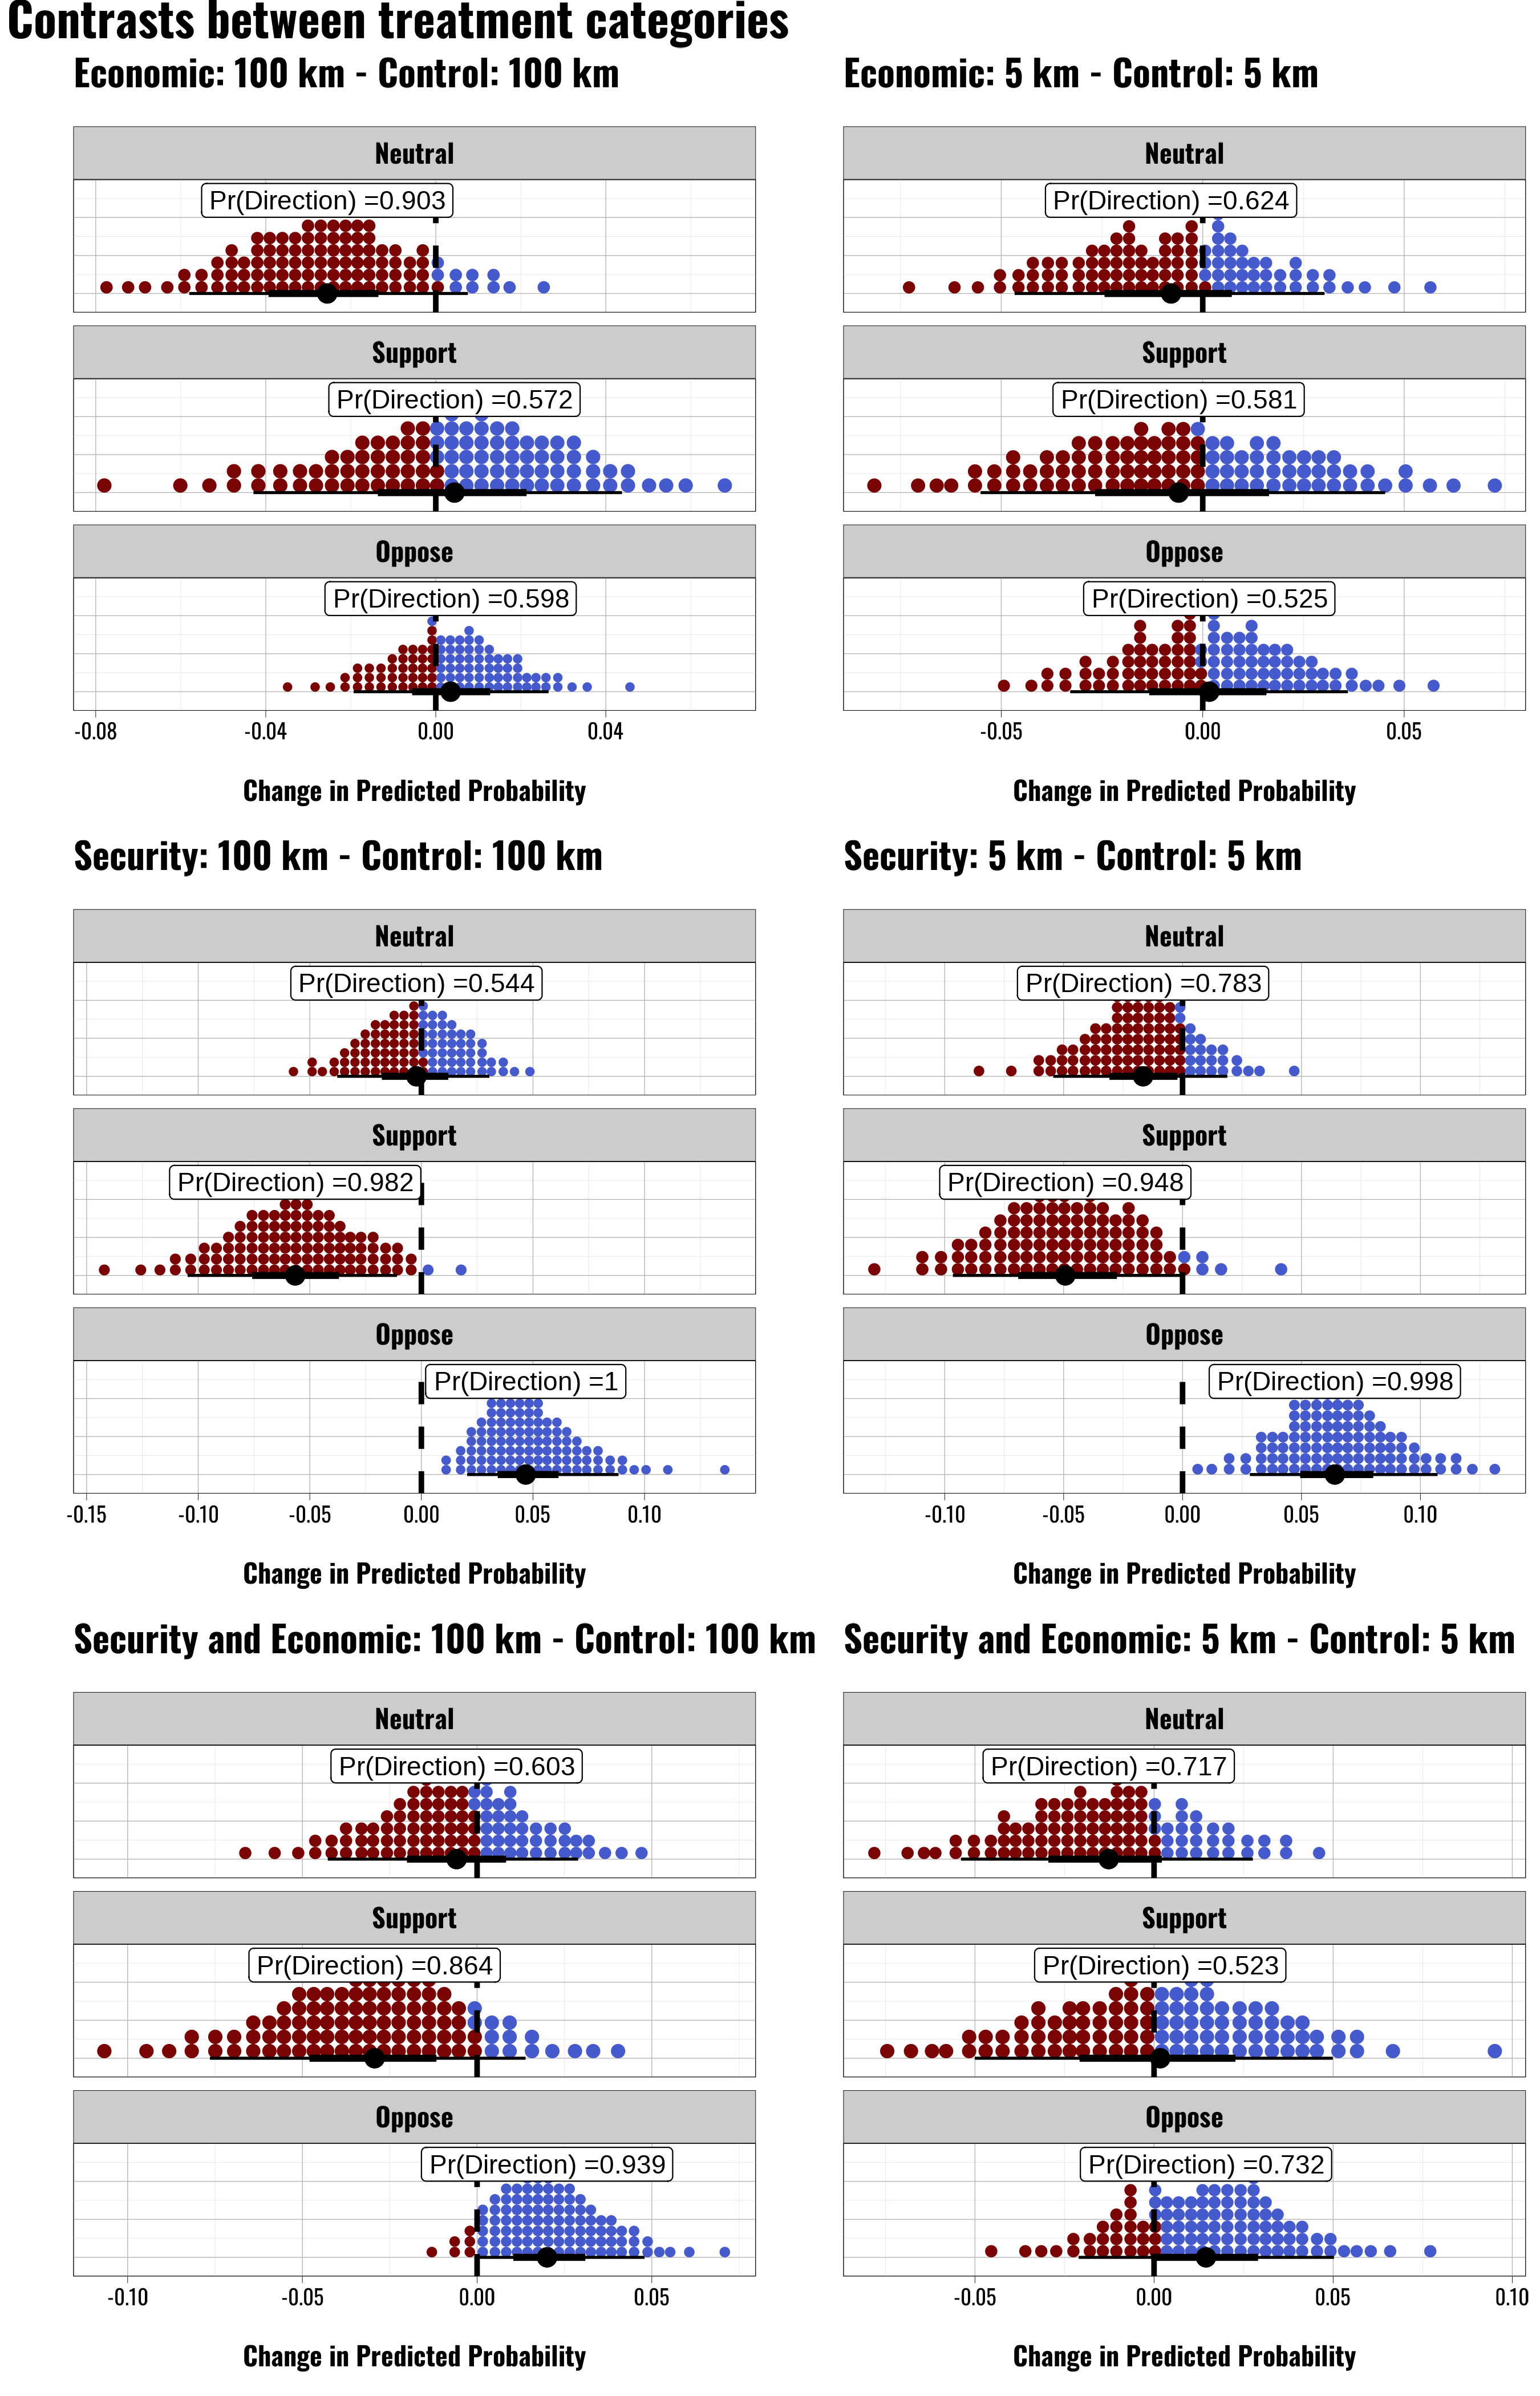 Contrasts between treatment categories
Economic: 100 km - Control: 100 km
Neutral
Pr(Direction) =0.903
Support
Pr(Direction) =0.572
Oppose
Pr(Direction) =0.598
-0.08 -0.04 0.00 0.04
Change in Predicted Probability
Economic: 5 km - Control: 5 km
Neutral
Pr(Direction) =0.624
Support
Pr(Direction) =0.581
Oppose
Pr(Direction) =0.525
-0.05 0.00 0.05
Change in Predicted Probability
Security: 100 km - Control: 100 km
Neutral
Pr(Direction) =0.544
Support
Pr(Direction) =0.982
Oppose
Pr(Direction) =1
-0.15 -0.10 -0.05 0.00 0.05 0.10
Change in Predicted Probability
Security: 5 km - Control: 5 km
Neutral
Pr(Direction) =0.783
Support
Pr(Direction) =0.948
Oppose
Pr(Direction) =0.998
-0.10 -0.05 0.00 0.05 0.10
Change in Predicted Probability
Security and Economic: 100 km - Control: 100 km
Neutral
Pr(Direction) =0.603
Support
Pr(Direction) =0.864
Oppose
Pr(Direction) =0.939
-0.10 -0.05 0.00 0.05
Change in Predicted Probability
Security and Economic: 5 km - Control: 5 km
Neutral
Pr(Direction) =0.717
Support
Pr(Direction) =0.523
Oppose
Pr(Direction) =0.732
-0.05 0.00 0.05 0.10
Change in Predicted Probability